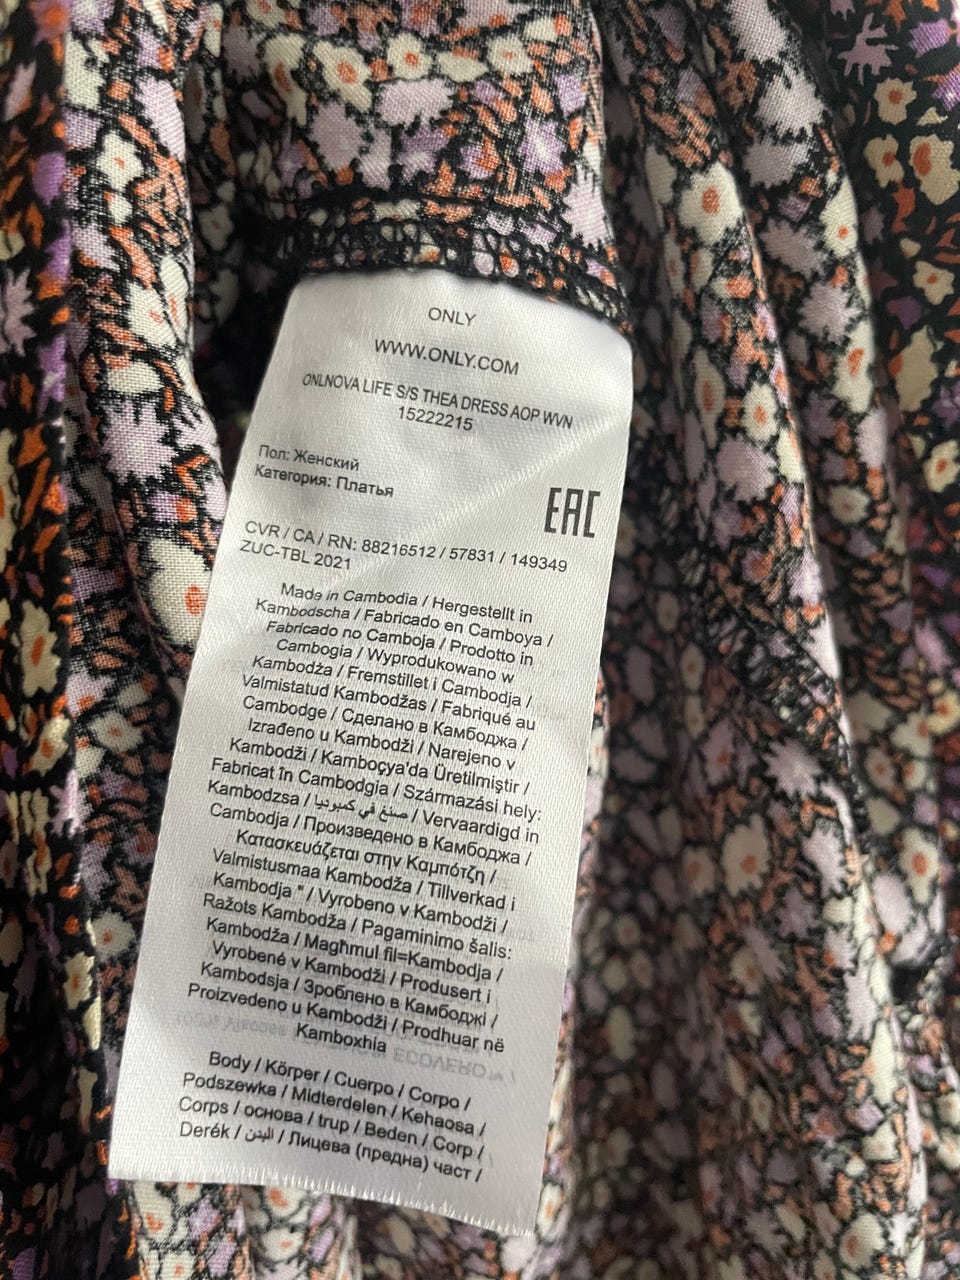 ONLY
WWW.ONLY.COM
ONLNOVA LIFE S/S THEA DRESS AOP WVN
15222215
Пол: Женский
Категория: Платья
EAC
CVR / CA / RN: 88216512 / 57831 / 149349
ZUC-TBL 2021
Made in Cambodia / Hergestellt in
Kambodscha / Fabricado en Camboya /
Fabricado no Camboja / Prodotto in
Cambogia / Wyprodukowano w
Kambodża / Fremstillet i Cambodja /
Valmistatud Kambodžas / Fabriqué au
Cambodge / Сделано в Камбоджа /
Izrađeno u Kambodži / Narejeno v
Kambodži / Kamboçya'da Üretilmiştir /
Fabricat în Cambodgia / Származási hely:
Kambodzsa / صنع في كمبوديا / Vervaardigd in
Cambodja / Произведено в Камбоджа /
Κατασκευάζεται στην Καμπότζη /
Valmistusmaa Kambodža / Tillverkad i
Kambodja " / Vyrobeno v Kambodži /
Ražots Kambodža / Pagaminimo šalis:
Kambodža / Magħmul fil=Kambodja /
Vyrobené v Kambodži / Produsert i
Kambodsja / Зроблено в Камбоджі /
Proizvedeno u Kambodži / Prodhuar në
Kamboxhia
Body / Körper / Cuerpo / Corpo /
Podszewka / Midterdelen / Kehaosa /
Corps / основа / trup / Beden / Corp /
Derék / البدن / Лицева (предна) част /